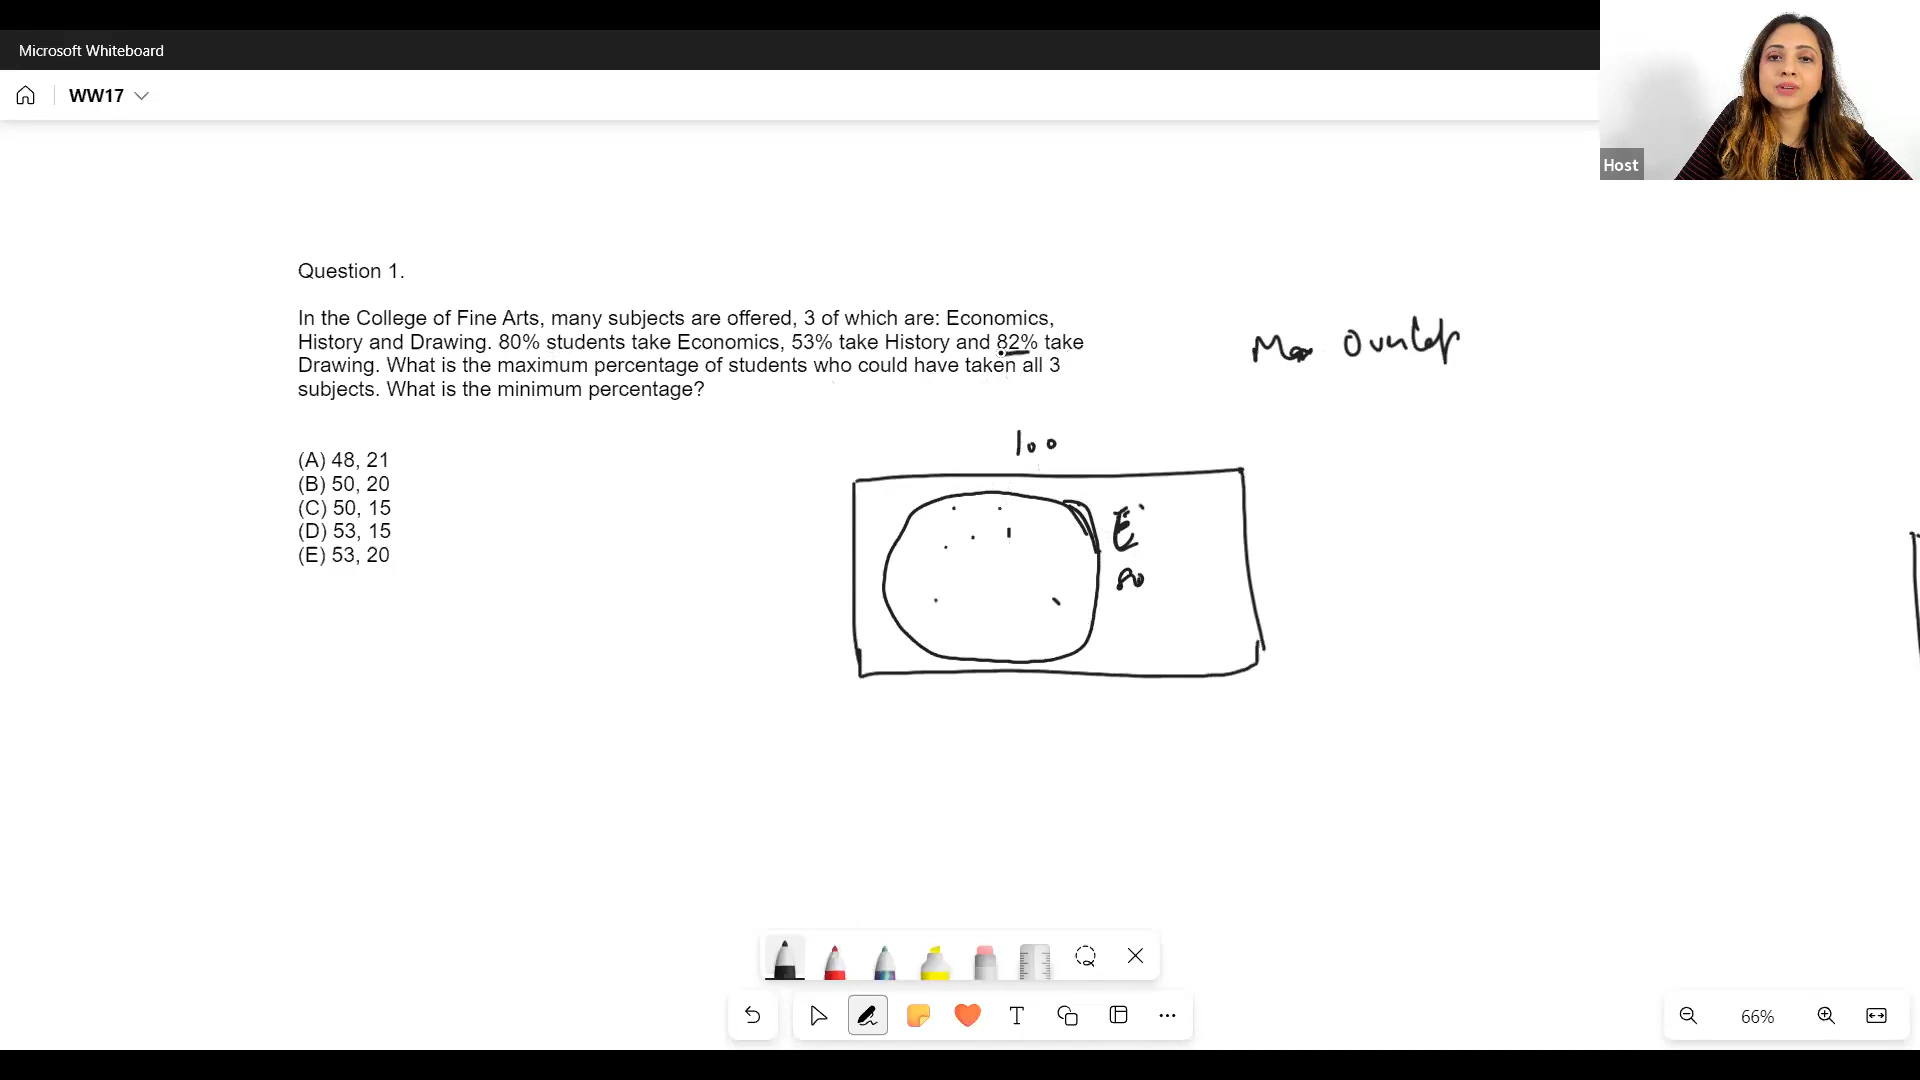 Microsoft Whiteboard
WW17
Host
Question 1.
In the College of Fine Arts, many subjects are offered, 3 of which are: Economics,
History and Drawing. 80% students take Economics, 53% take History and 82% take
Drawing. What is the maximum percentage of students who could have taken all 3
subjects. What is the minimum percentage?
(A) 48, 21
(B) 50, 20
(C) 50, 15
(D) 53, 15
(E) 53, 20
Max Overlap
100
E
80
66%